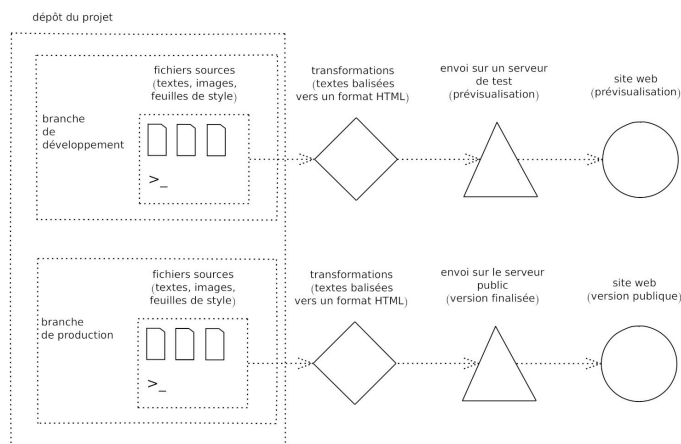 dépôt du projet
fichiers sources
(textes, images,
feuilles de style)
transformations
(textes balisées
vers un format HTML)
envoi sur un serveur
de test
(prévisualisation)
site web
(prévisualisation)
branche
de
développement
>_
fichiers sources
(textes, images,
feuilles de style)
transformations
(textes balisées
vers un format HTML)
envoi sur le serveur
public
(version finalisée)
site web
(version publique)
branche
de production
>_